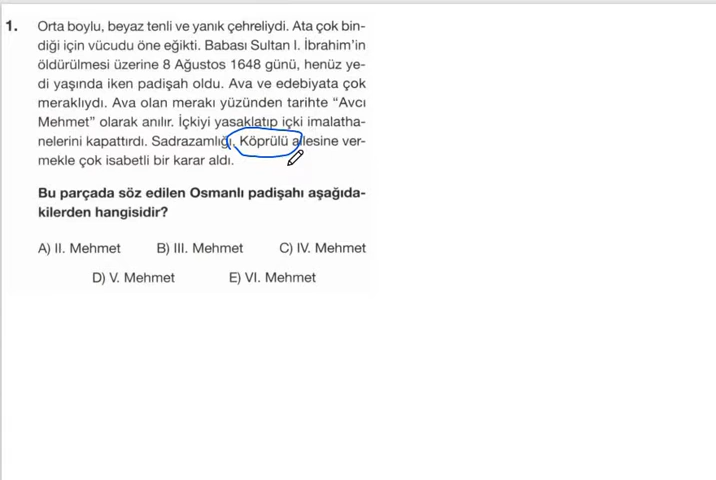 1. Orta boylu, beyaz tenli ve yanık çehreliydi. Ata çok bin-
diği için vücudu öne eğikti. Babası Sultan I. İbrahim'in
öldürülmesi üzerine 8 Ağustos 1648 günü, henüz ye-
di yaşında iken padişah oldu. Ava ve edebiyata çok
meraklıydı. Ava olan merakı yüzünden tarihte "Avcı
Mehmet" olarak anılır. İçkiyi yasaklatıp içki imalatha-
nelerini kapattırdı. Sadrazamlığı, Köprülü ailesine ver-
mekle çok isabetli bir karar aldı.
Bu parçada söz edilen Osmanlı padişahı aşağıda-
kilerden hangisidir?
A) II. Mehmet B) III. Mehmet C) IV. Mehmet
D) V. Mehmet E) VI. Mehmet